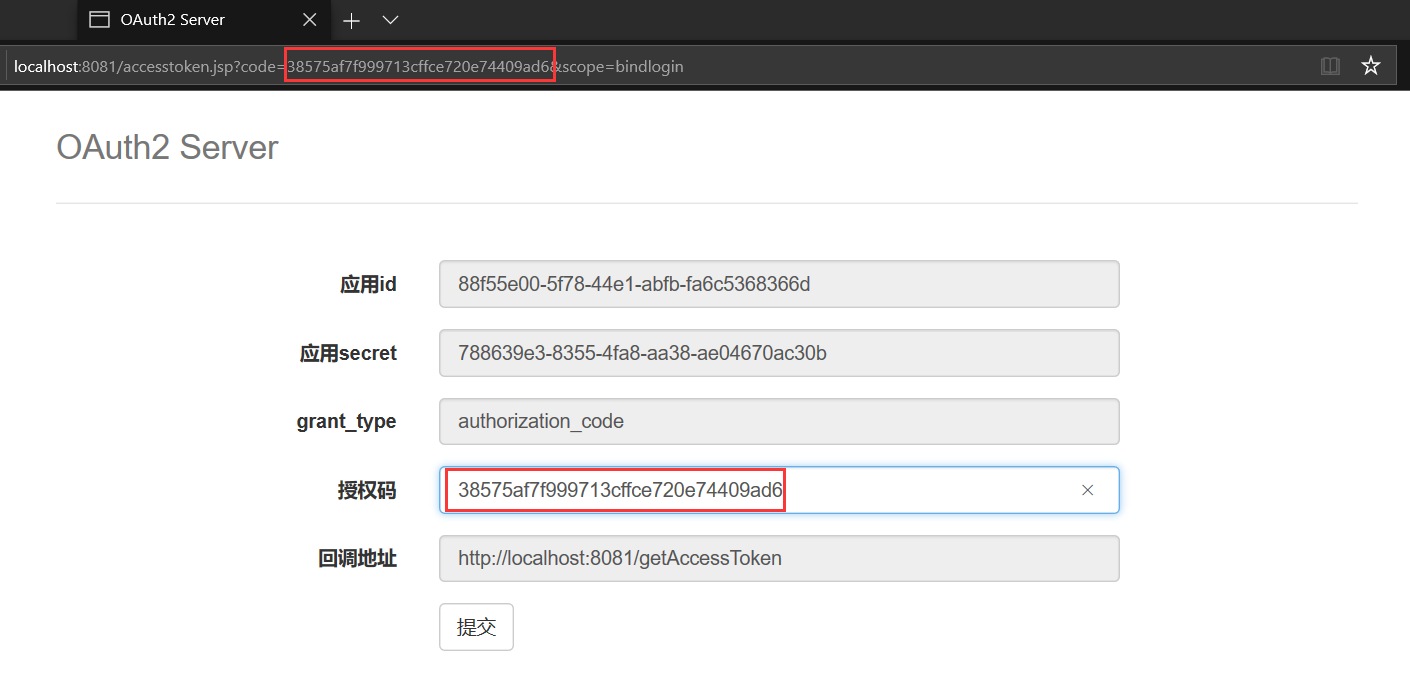 OAuth2 Server
localhost:8081/accesstoken.jsp?code=38575af7f999713cffce720e74409ad6&scope=bindlogin
OAuth2 Server
应用id 88f55e00-5f78-44e1-abfb-fa6c5368366d
应用secret 788639e3-8355-4fa8-aa38-ae04670ac30b
grant_type authorization_code
授权码 38575af7f999713cffce720e74409ad6
回调地址 http://localhost:8081/getAccessToken
提交